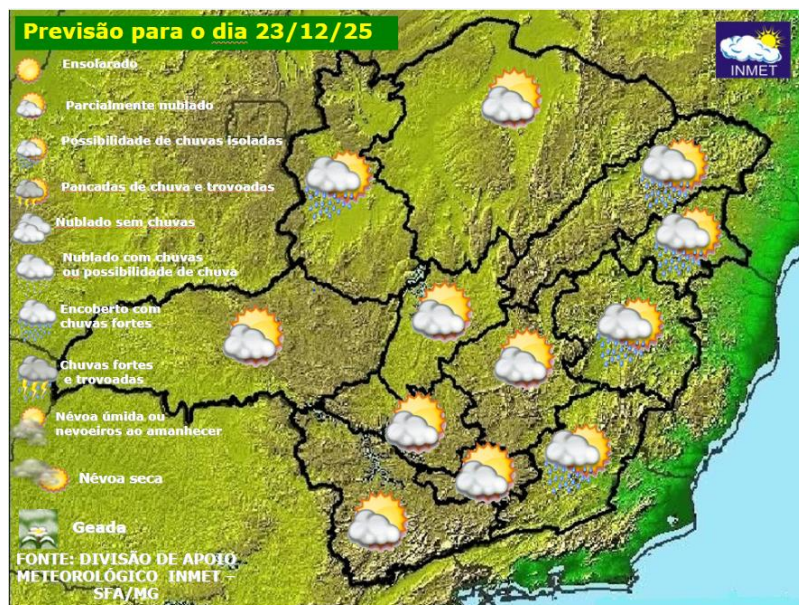 Previsão para o dia 23/12/25
INMET
Ensolarado
Parcialmente nublado
Possibilidade de chuvas isoladas
Pancadas de chuva e trovoadas
Nublado sem chuvas
Nublado com chuvas
ou possibilidade de chuva
Encoberto com
chuvas fortes
Chuvas fortes
e trovoadas
Névoa úmida ou
nevoeiros ao amanhecer
Névoa seca
Geada
FONTE: DIVISÃO DE APOIO
METEOROLÓGICO INMET –
SFA/MG